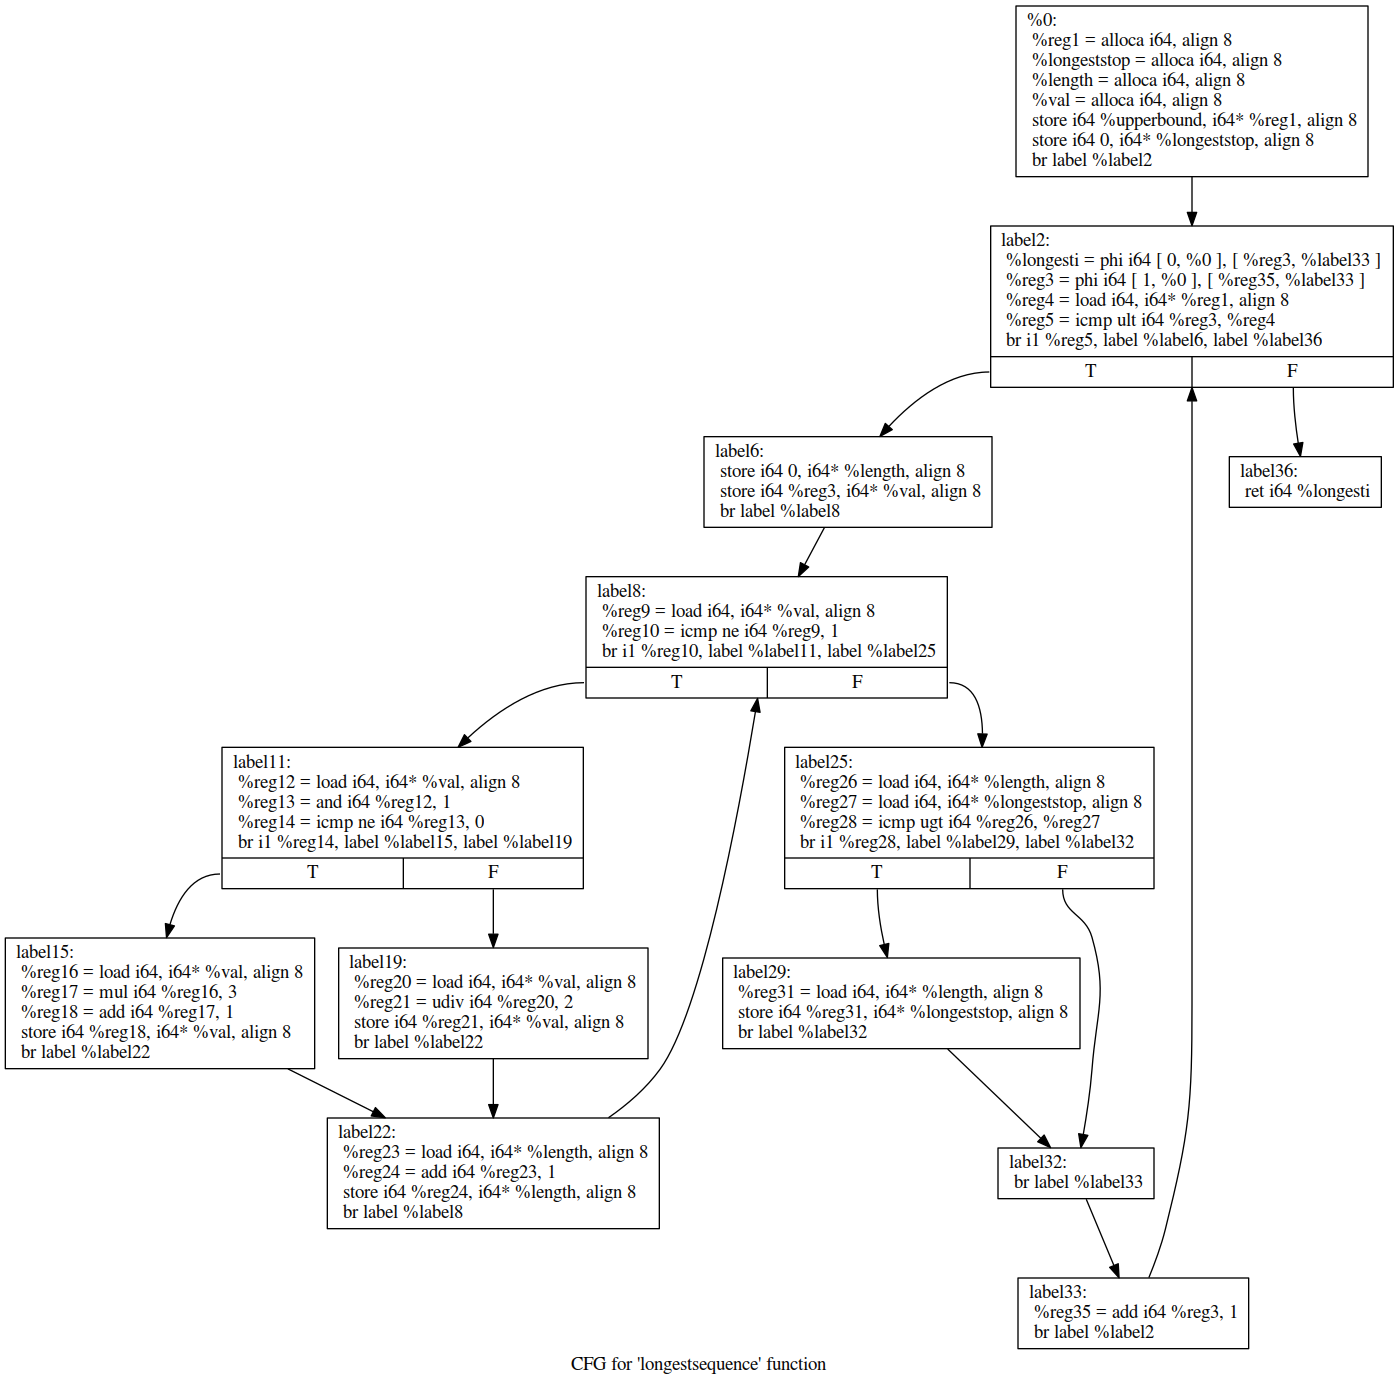 %0:
%reg1 = alloca i64, align 8
%longeststop = alloca i64, align 8
%length = alloca i64, align 8
%val = alloca i64, align 8
store i64 %upperbound, i64* %reg1, align 8
store i64 0, i64* %longeststop, align 8
br label %label2
label2:
%longesti = phi i64 [ 0, %0 ], [ %reg3, %label33 ]
%reg3 = phi i64 [ 1, %0 ], [ %reg35, %label33 ]
%reg4 = load i64, i64* %reg1, align 8
%reg5 = icmp ult i64 %reg3, %reg4
br i1 %reg5, label %label6, label %label36
T F
label6:
store i64 0, i64* %length, align 8
store i64 %reg3, i64* %val, align 8
br label %label8
label36:
ret i64 %longesti
label8:
%reg9 = load i64, i64* %val, align 8
%reg10 = icmp ne i64 %reg9, 1
br i1 %reg10, label %label11, label %label25
T F
label11:
%reg12 = load i64, i64* %val, align 8
%reg13 = and i64 %reg12, 1
%reg14 = icmp ne i64 %reg13, 0
br i1 %reg14, label %label15, label %label19
T F
label25:
%reg26 = load i64, i64* %length, align 8
%reg27 = load i64, i64* %longeststop, align 8
%reg28 = icmp ugt i64 %reg26, %reg27
br i1 %reg28, label %label29, label %label32
T F
label15:
%reg16 = load i64, i64* %val, align 8
%reg17 = mul i64 %reg16, 3
%reg18 = add i64 %reg17, 1
store i64 %reg18, i64* %val, align 8
br label %label22
label19:
%reg20 = load i64, i64* %val, align 8
%reg21 = udiv i64 %reg20, 2
store i64 %reg21, i64* %val, align 8
br label %label22
label29:
%reg31 = load i64, i64* %length, align 8
store i64 %reg31, i64* %longeststop, align 8
br label %label32
label22:
%reg23 = load i64, i64* %length, align 8
%reg24 = add i64 %reg23, 1
store i64 %reg24, i64* %length, align 8
br label %label8
label32:
br label %label33
label33:
%reg35 = add i64 %reg3, 1
br label %label2
CFG for 'longestsequence' function